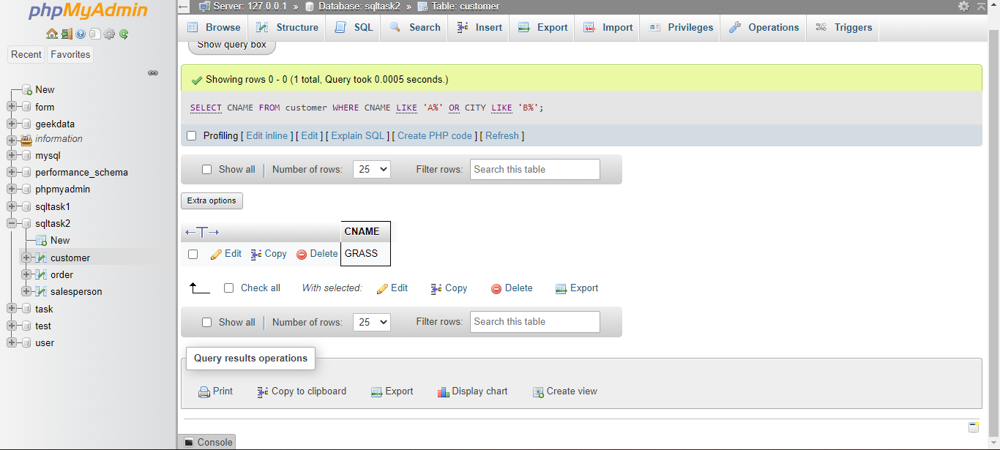 phpMyAdmin
Recent Favorites
New
form
geekdata
information
mysql
performance_schema
phpmyadmin
sqltask1
sqltask2
New
customer
order
salesperson
task
test
user
Server: 127.0.0.1 » Database: sqltask2 » Table: customer
Browse Structure SQL Search Insert Export Import Privileges Operations Triggers
Show query box
Showing rows 0 - 0 (1 total, Query took 0.0005 seconds.)
SELECT CNAME FROM customer WHERE CNAME LIKE 'A%' OR CITY LIKE 'B%';
Profiling [ Edit inline ] [ Edit ] [ Explain SQL ] [ Create PHP code ] [ Refresh ]
Show all | Number of rows: 25 Filter rows: Search this table
Extra options
←T→ CNAME
Edit Copy Delete GRASS
Check all With selected: Edit Copy Delete Export
Show all | Number of rows: 25 Filter rows: Search this table
Query results operations
Print Copy to clipboard Export Display chart Create view
Console